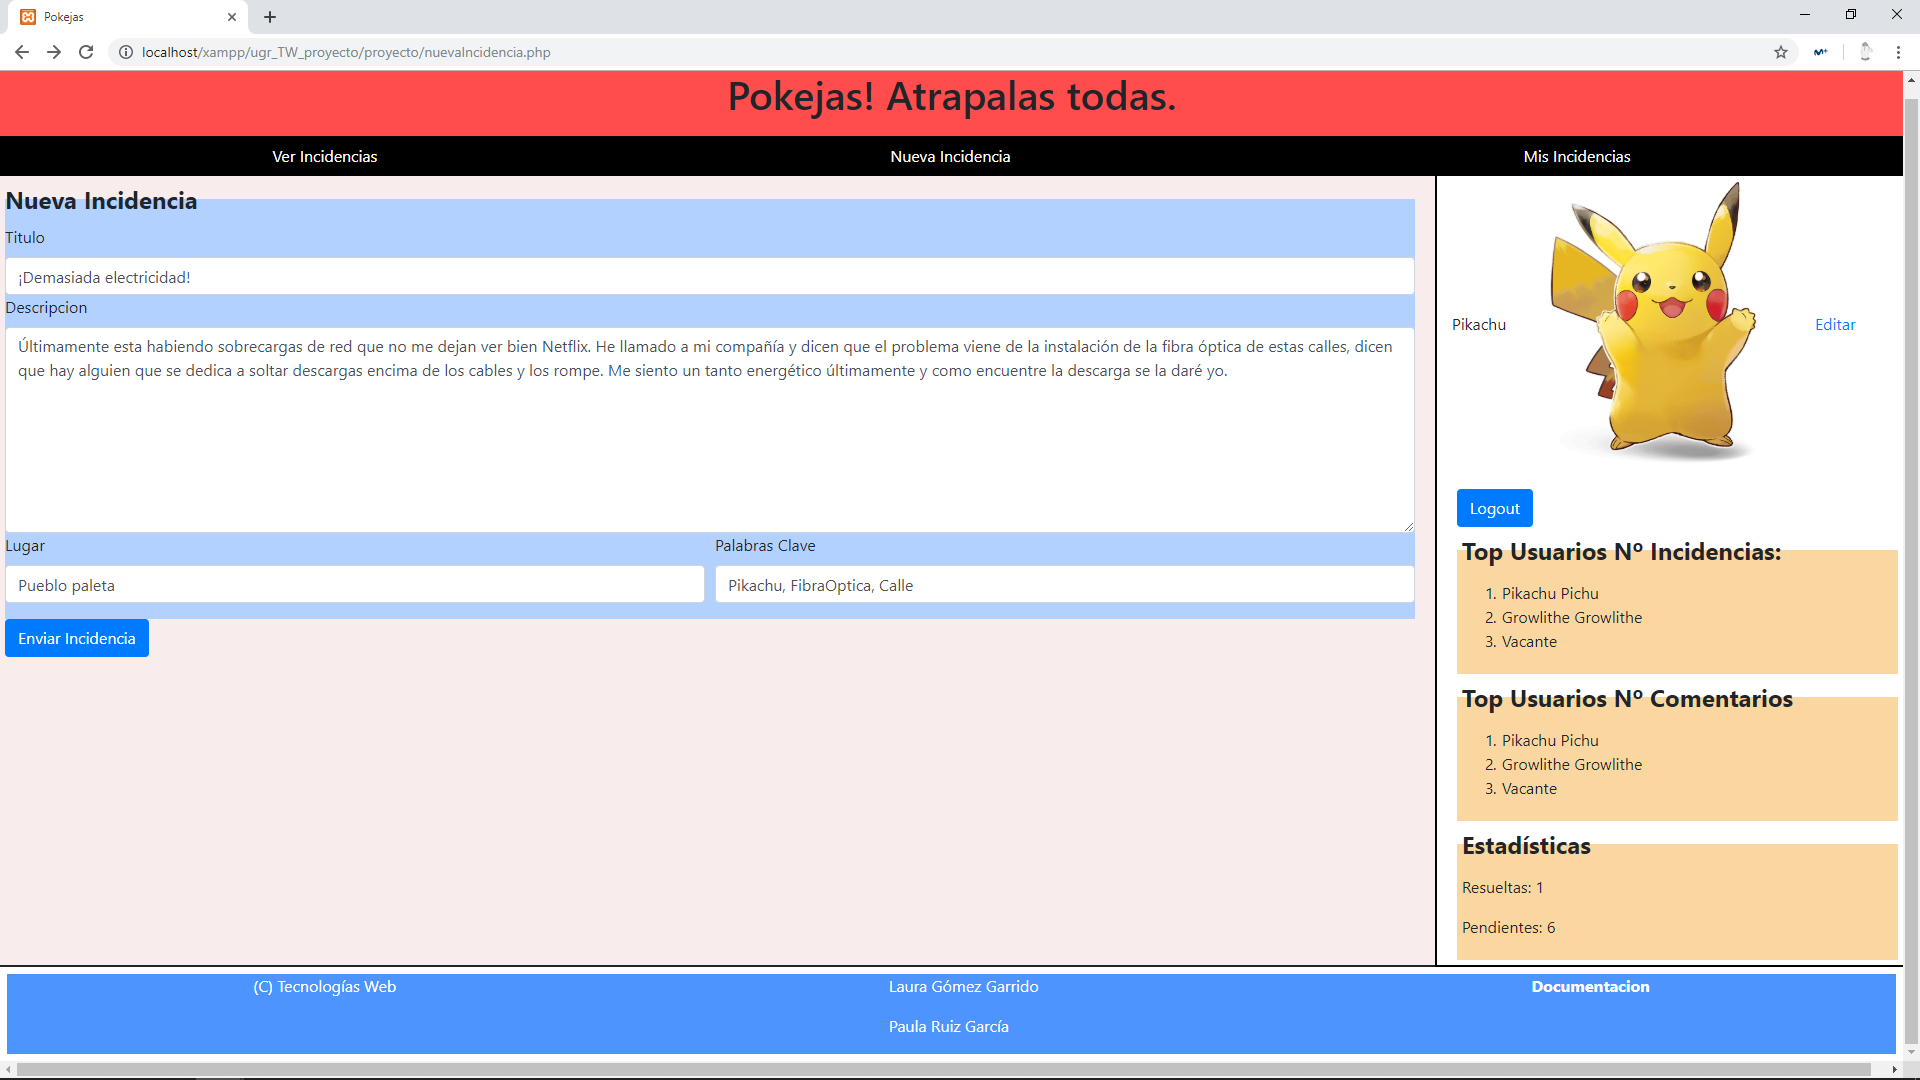 Pokejas
localhost/xampp/ugr_TW_proyecto/proyecto/nuevaIncidencia.php
Pokejas! Atrapalas todas.
Ver Incidencias
Nueva Incidencia
Mis Incidencias
Nueva Incidencia
Titulo
¡Demasiada electricidad!
Descripcion
Últimamente esta habiendo sobrecargas de red que no me dejan ver bien Netflix. He llamado a mi compañía y dicen que el problema viene de la instalación de la fibra óptica de estas calles, dicen
que hay alguien que se dedica a soltar descargas encima de los cables y los rompe. Me siento un tanto energético últimamente y como encuentre la descarga se la daré yo.
Lugar
Palabras Clave
Pueblo paleta
Pikachu, FibraOptica, Calle
Enviar Incidencia
Pikachu
Editar
Logout
Top Usuarios Nº Incidencias:
1. Pikachu Pichu
2. Growlithe Growlithe
3. Vacante
Top Usuarios Nº Comentarios
1. Pikachu Pichu
2. Growlithe Growlithe
3. Vacante
Estadísticas
Resueltas: 1
Pendientes: 6
(C) Tecnologías Web
Laura Gómez Garrido
Paula Ruiz García
Documentacion